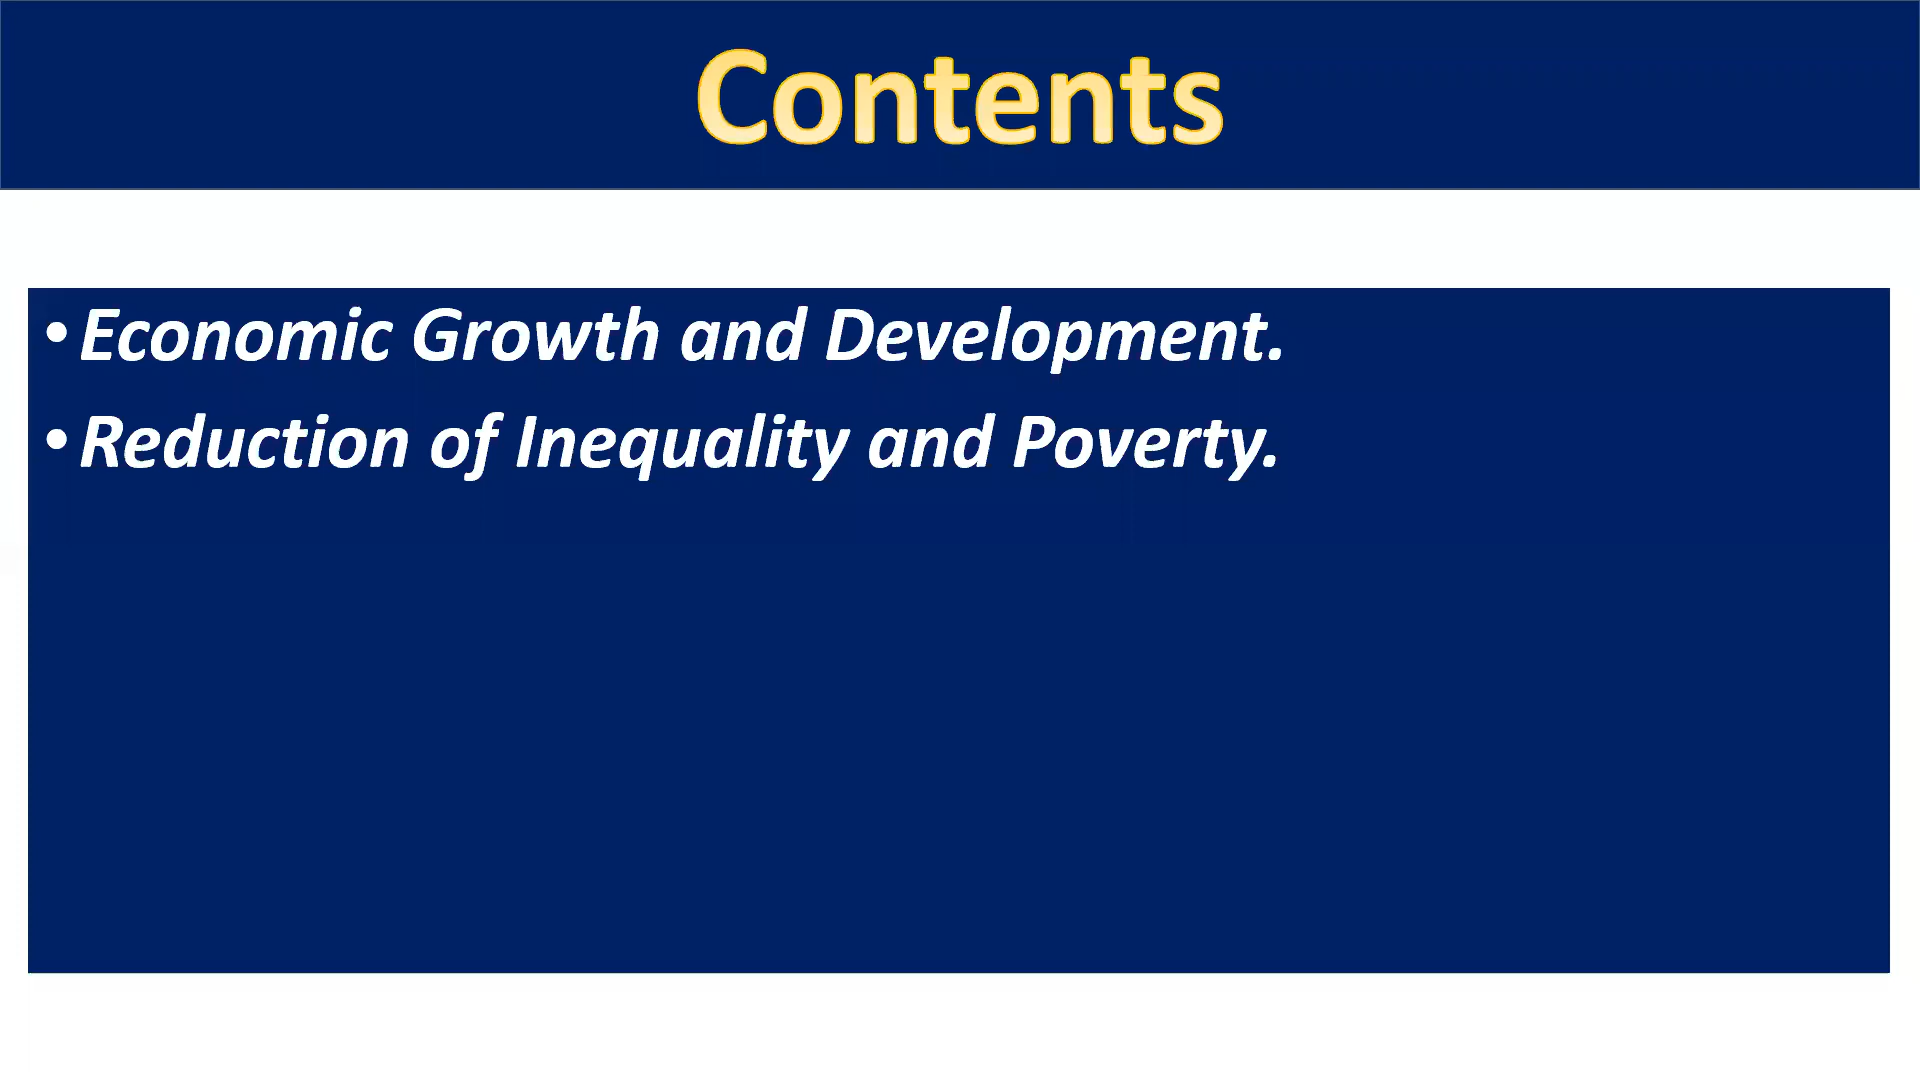 Contents
•Economic Growth and Development.
•Reduction of Inequality and Poverty.